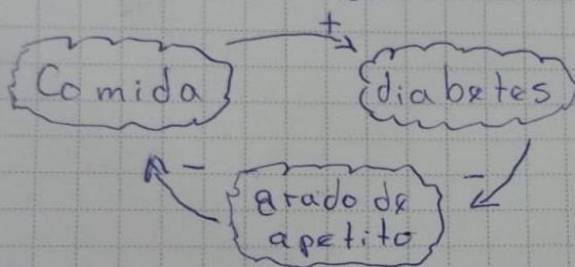 +
Comida
diabetes
-
-
grado de
apetito